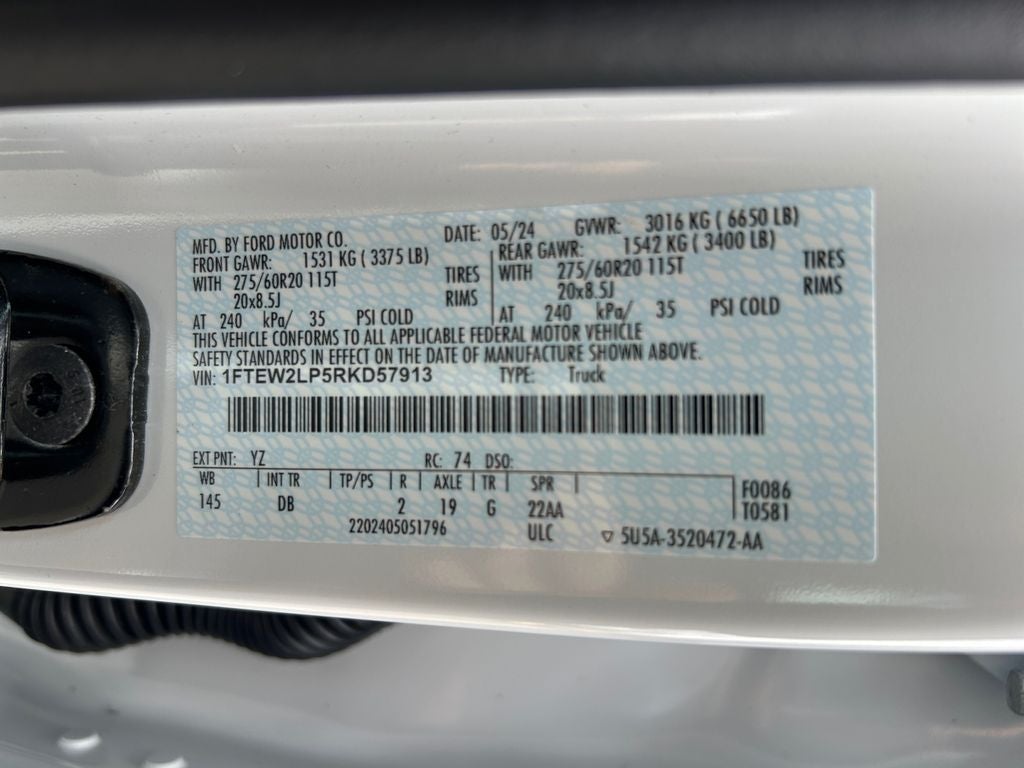 MFD. BY FORD MOTOR CO. DATE: 05/24 GVWR: 3016 KG ( 6650 LB)
FRONT GAWR: 1531 KG ( 3375 LB) REAR GAWR: 1542 KG ( 3400 LB)
WITH 275/60R20 115T TIRES WITH 275/60R20 115T TIRES
20x8.5J RIMS 20x8.5J RIMS
AT 240 kPa/ 35 PSI COLD AT 240 kPa/ 35 PSI COLD
THIS VEHICLE CONFORMS TO ALL APPLICABLE FEDERAL MOTOR VEHICLE
SAFETY STANDARDS IN EFFECT ON THE DATE OF MANUFACTURE SHOWN ABOVE.
VIN: 1FTEW2LP5RKD57913 TYPE: Truck
EXT PNT: YZ RC: 74 DSO:
WB INT TR TP/PS R AXLE TR SPR F0086
145 DB 2 19 G 22AA T0581
2202405051796 ULC ▽ 5U5A-3520472-AA